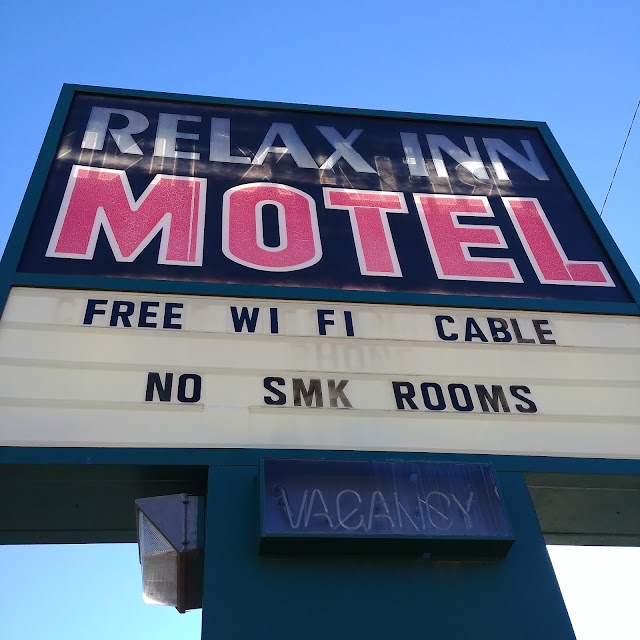 RELAX INN
MOTEL
FREE WI FI CABLE
NO SMK ROOMS
VACANCY